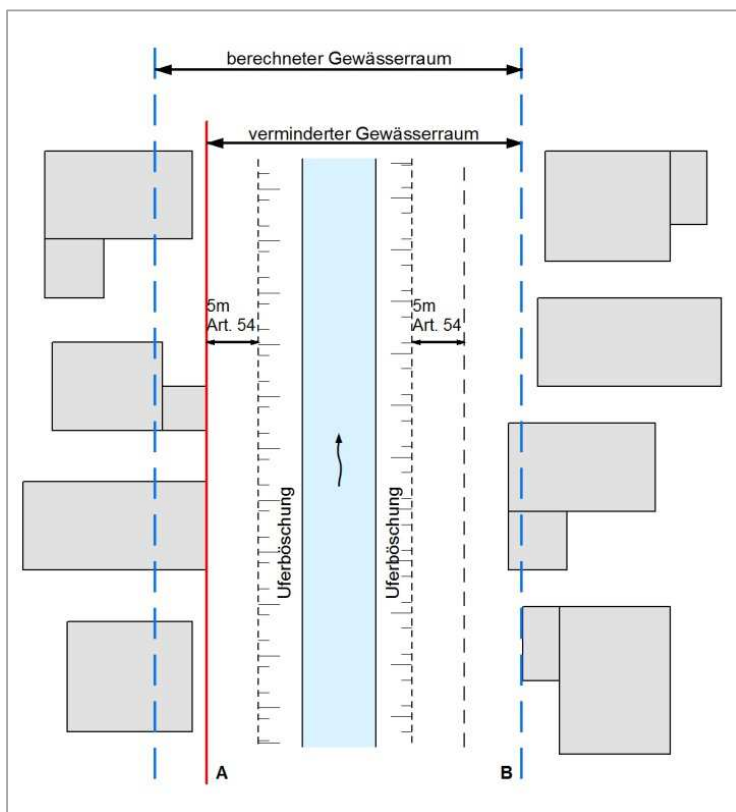 berechneter Gewässerraum
verminderter Gewässerraum
5m
Art. 54
5m
Art. 54
Uferböschung
Uferböschung
A
B